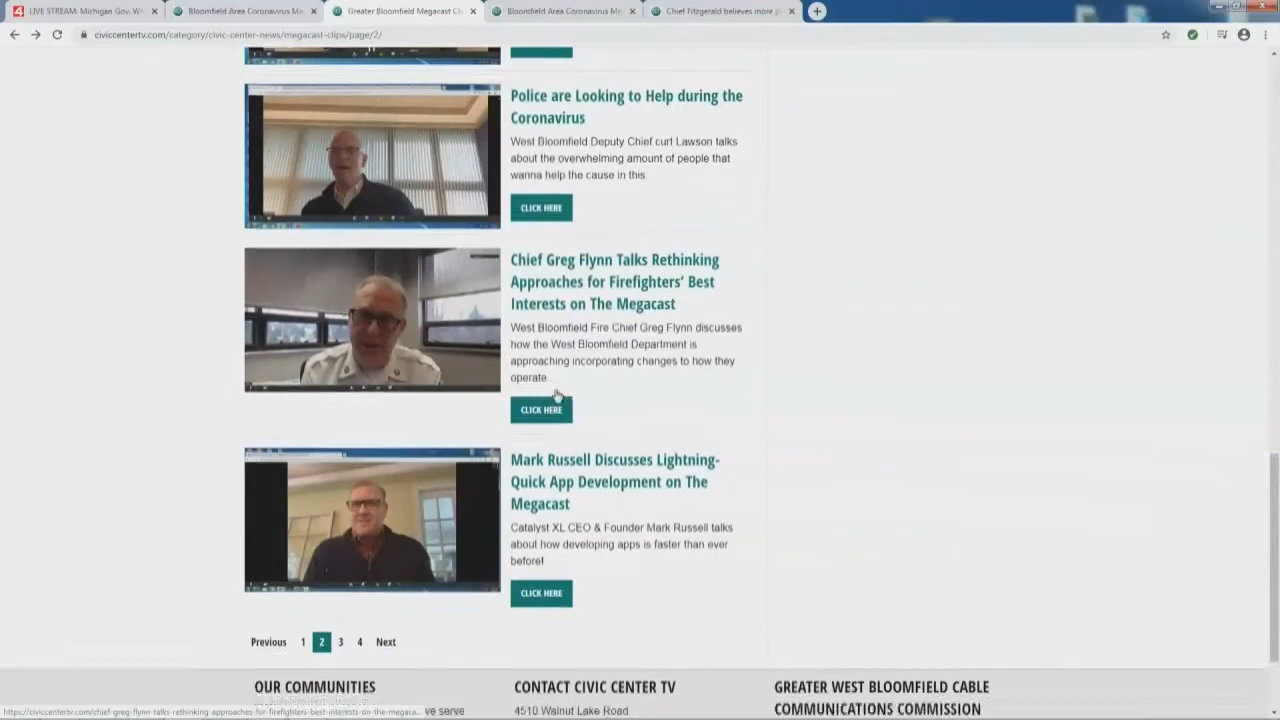 LIVE STREAM: Michigan Gov. W
Bloomfield Area Coronavirus Me
Greater Bloomfield Megacast Cl
Bloomfield Area Coronavirus Me
Chief Fitzgerald believes more p
civiccentertv.com/category/civic-center-news/megacast-clips/page/2/
Police are Looking to Help during the
Coronavirus
West Bloomfield Deputy Chief curt Lawson talks
about the overwhelming amount of people that
wanna help the cause in this.
CLICK HERE
Chief Greg Flynn Talks Rethinking
Approaches for Firefighters' Best
Interests on The Megacast
West Bloomfield Fire Chief Greg Flynn discusses
how the West Bloomfield Department is
approaching incorporating changes to how they
operate...
CLICK HERE
Mark Russell Discusses Lightning-
Quick App Development on The
Megacast
Catalyst XL CEO & Founder Mark Russell talks
about how developing apps is faster than ever
before!
CLICK HERE
Previous 1 2 3 4 Next
OUR COMMUNITIES
ve serve
CONTACT CIVIC CENTER TV
4510 Walnut Lake Road
GREATER WEST BLOOMFIELD CABLE
COMMUNICATIONS COMMISSION
https://civiccentertv.com/chief-greg-flynn-talks-rethinking-approaches-for-firefighters-best-interests-on-the-megaca...